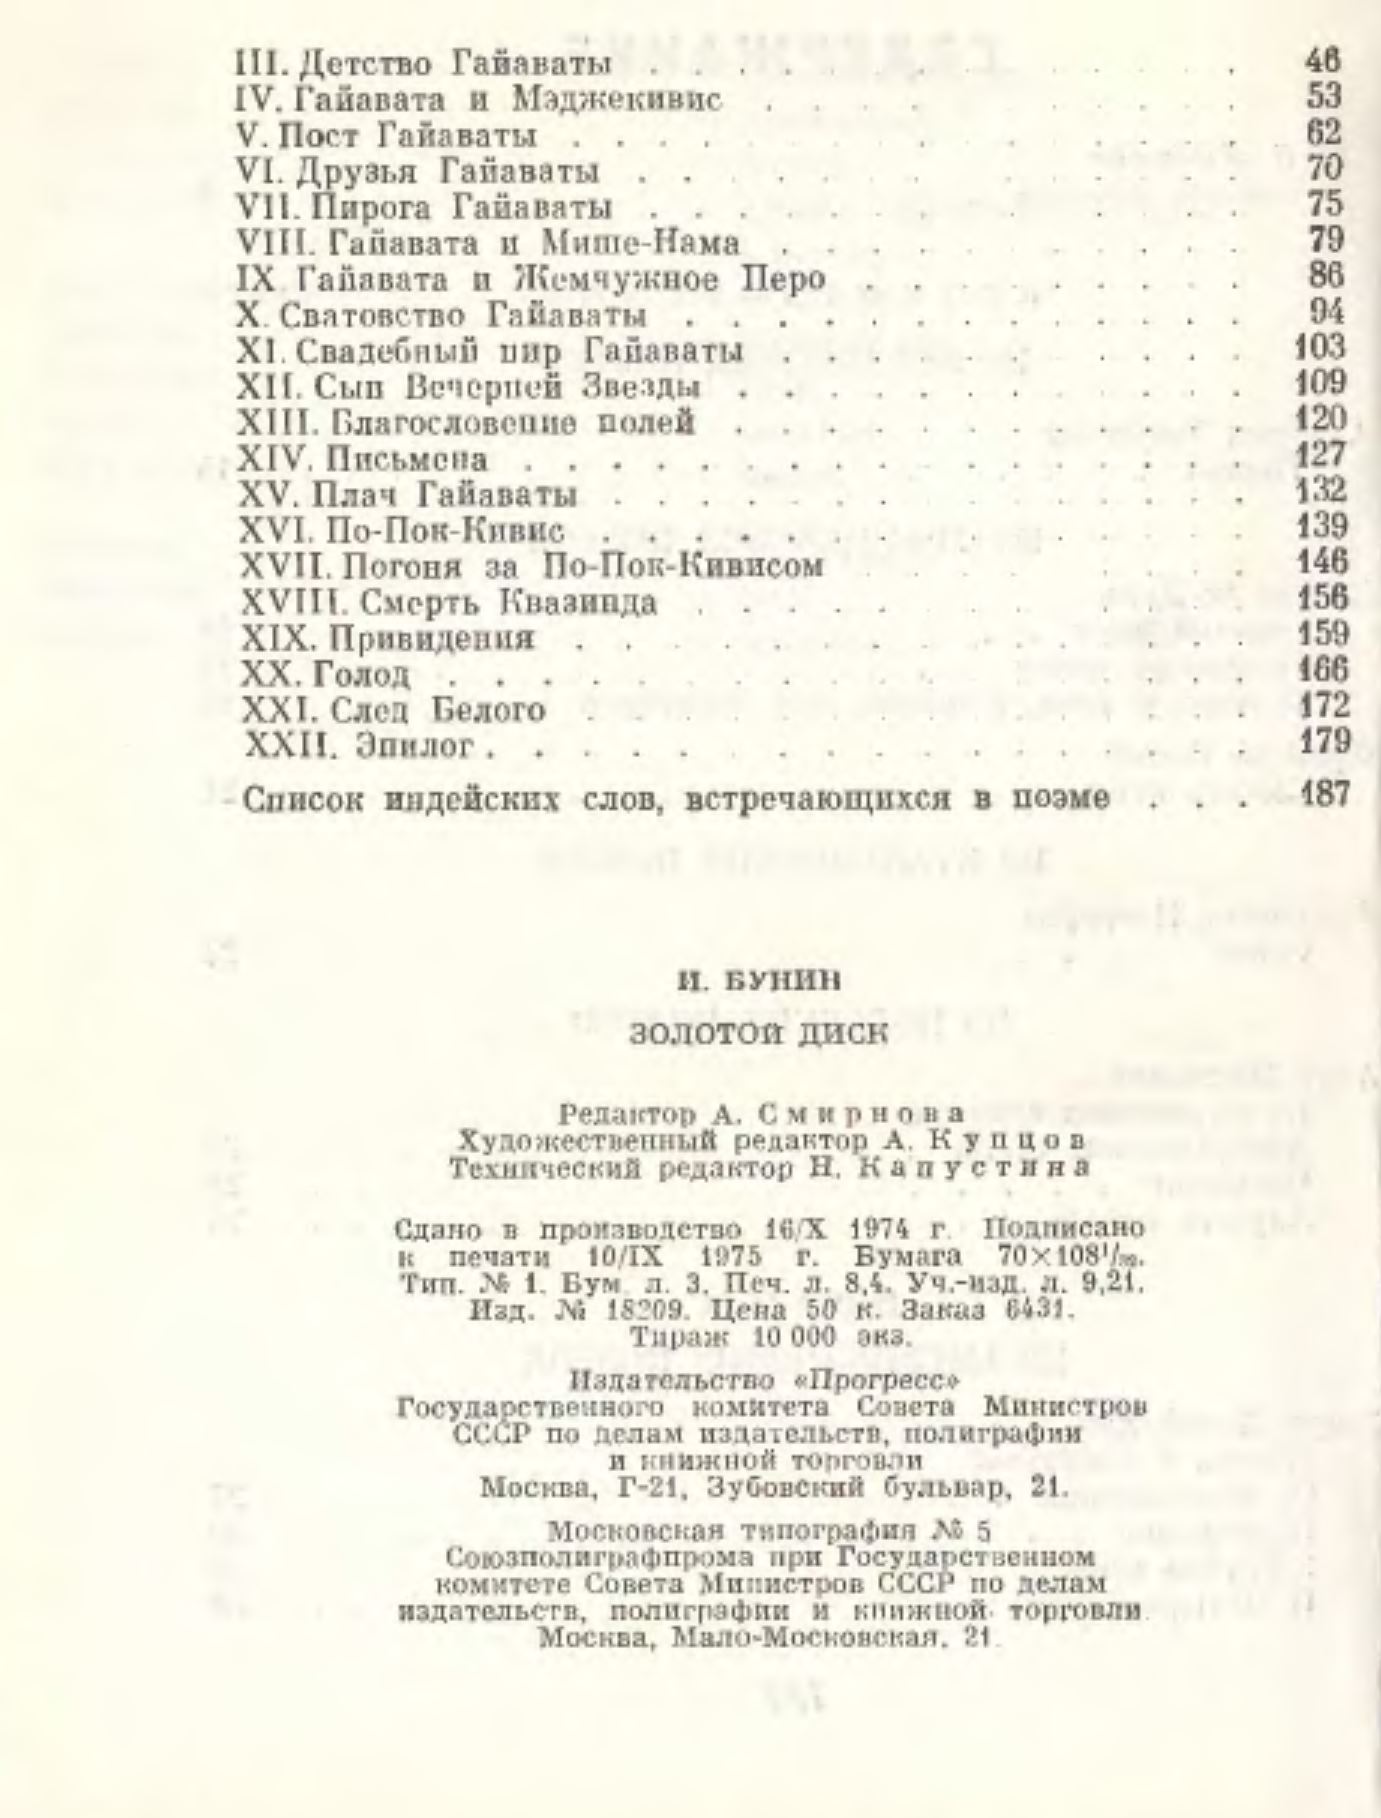 III. Детство Гайаваты . . . . . . . . . . . . . 46
IV. Гайавата и Мэджекивис . . . . . . . . . . . 53
V. Пост Гайаваты . . . . . . . . . . . . . . . . 62
VI. Друзья Гайаваты . . . . . . . . . . . . . . 70
VII. Пирога Гайаваты . . . . . . . . . . . . . 75
VIII. Гайавата и Мише-Нама . . . . . . . . . . 79
IX. Гайавата и Жемчужное Перо . . . . . . . . 86
X. Сватовство Гайаваты . . . . . . . . . . . . 94
XI. Свадебный пир Гайаваты . . . . . . . . . . 103
XII. Сын Вечерней Звезды . . . . . . . . . . . 109
XIII. Благословение полей . . . . . . . . . . . 120
XIV. Письмена . . . . . . . . . . . . . . . . . 127
XV. Плач Гайаваты . . . . . . . . . . . . . . 132
XVI. По-Пок-Кивис . . . . . . . . . . . . . . 139
XVII. Погоня за По-Пок-Кивисом . . . . . . . 146
XVIII. Смерть Квазинда . . . . . . . . . . . . 156
XIX. Привидения . . . . . . . . . . . . . . . 159
XX. Голод . . . . . . . . . . . . . . . . . . 166
XXI. След Белого . . . . . . . . . . . . . . . 172
XXII. Эпилог . . . . . . . . . . . . . . . . . 179
Список индейских слов, встречающихся в поэме . . . 187
И. БУНИН
ЗОЛОТОЙ ДИСК
Редактор А. Смирнова
Художественный редактор А. Купцов
Технический редактор Н. Капустина
Сдано в производство 16/X 1974 г. Подписано
к печати 10/IX 1975 г. Бумага 70×108¹/₃₂.
Тип. № 1. Бум. л. 3. Печ. л. 8,4. Уч.-изд. л. 9,21.
Изд. № 18209. Цена 50 к. Заказ 6431.
Тираж 10 000 экз.
Издательство «Прогресс»
Государственного комитета Совета Министров
СССР по делам издательств, полиграфии
и книжной торговли
Москва, Г-21, Зубовский бульвар, 21.
Московская типография № 5
Союзполиграфпрома при Государственном
комитете Совета Министров СССР по делам
издательств, полиграфии и книжной торговли.
Москва, Мало-Московская, 21.